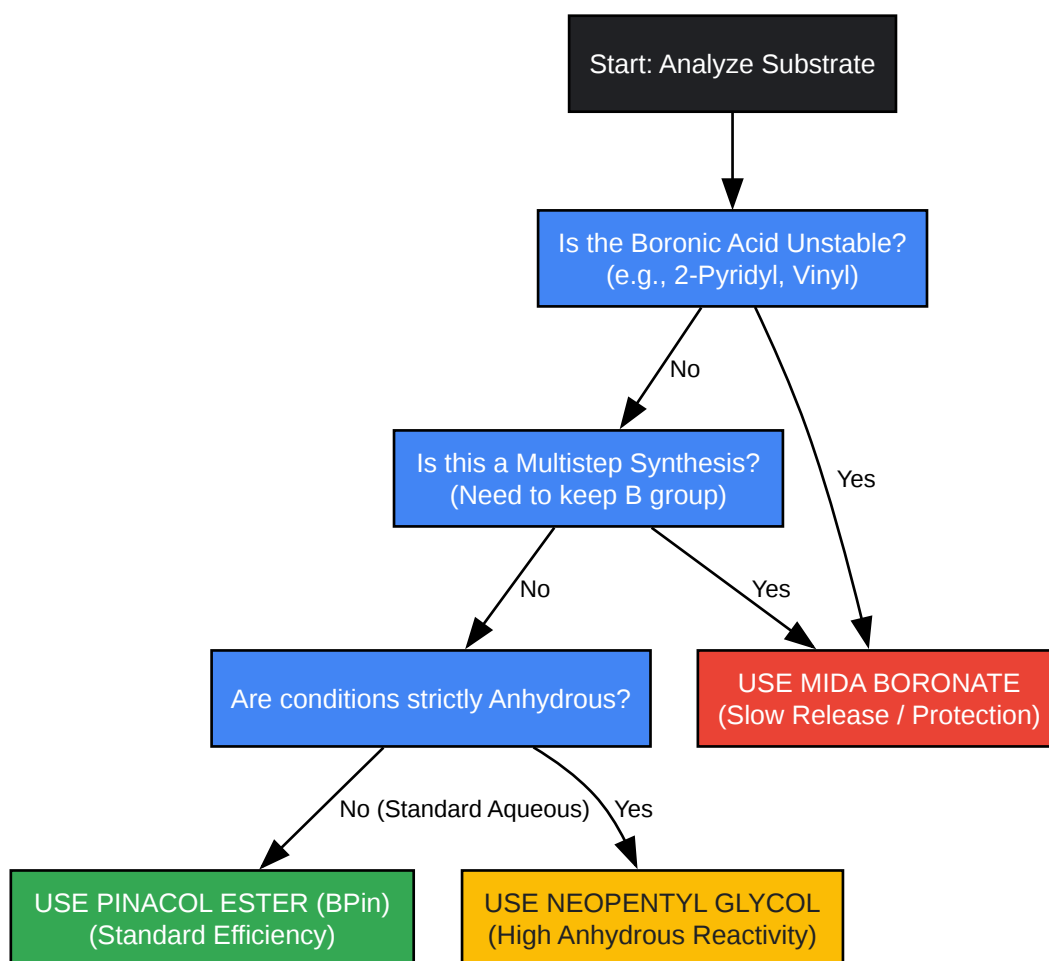 Start: Analyze Substrate
Is the Boronic Acid Unstable?
(e.g., 2-Pyridyl, Vinyl)
No
Yes
Is this a Multistep Synthesis?
(Need to keep B group)
No
Yes
Are conditions strictly Anhydrous?
USE MIDA BORONATE
(Slow Release / Protection)
No (Standard Aqueous)
Yes
USE PINACOL ESTER (BPin)
(Standard Efficiency)
USE NEOPENTYL GLYCOL
(High Anhydrous Reactivity)